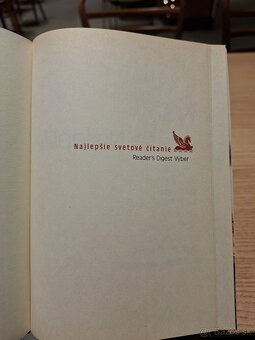 Najlepšie svetové čítanie
Reader's Digest Výber